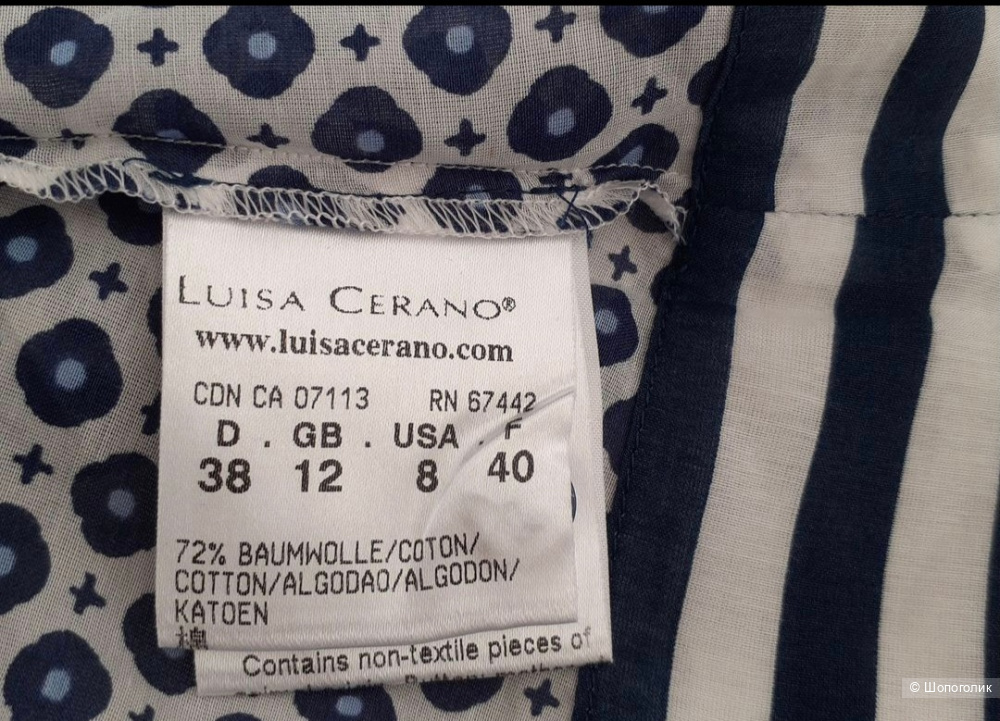 LUISA CERANO®
www.luisacerano.com
CDN CA 07113 RN 67442
D . GB . USA . F
38 12 8 40
72% BAUMWOLLE/COTON/
COTTON/ALGODAO/ALGODON/
KATOEN
棉
Contains non-textile pieces of
© Шопоголик